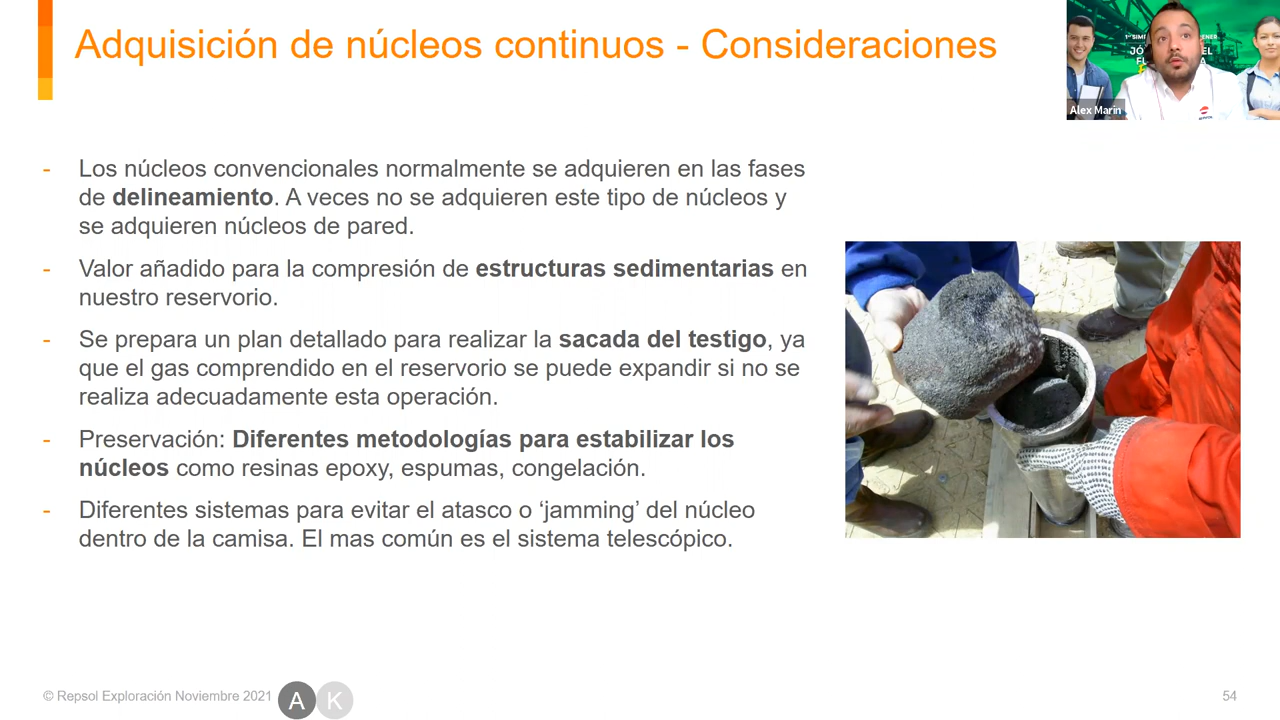 Adquisición de núcleos continuos - Consideraciones
Alex Marin
- Los núcleos convencionales normalmente se adquieren en las fases
de delineamiento. A veces no se adquieren este tipo de núcleos y
se adquieren núcleos de pared.
- Valor añadido para la compresión de estructuras sedimentarias en
nuestro reservorio.
- Se prepara un plan detallado para realizar la sacada del testigo, ya
que el gas comprendido en el reservorio se puede expandir si no se
realiza adecuadamente esta operación.
- Preservación: Diferentes metodologías para estabilizar los
núcleos como resinas epoxy, espumas, congelación.
- Diferentes sistemas para evitar el atasco o ‘jamming’ del núcleo
dentro de la camisa. El mas común es el sistema telescópico.
© Repsol Exploración Noviembre 2021
A K
54